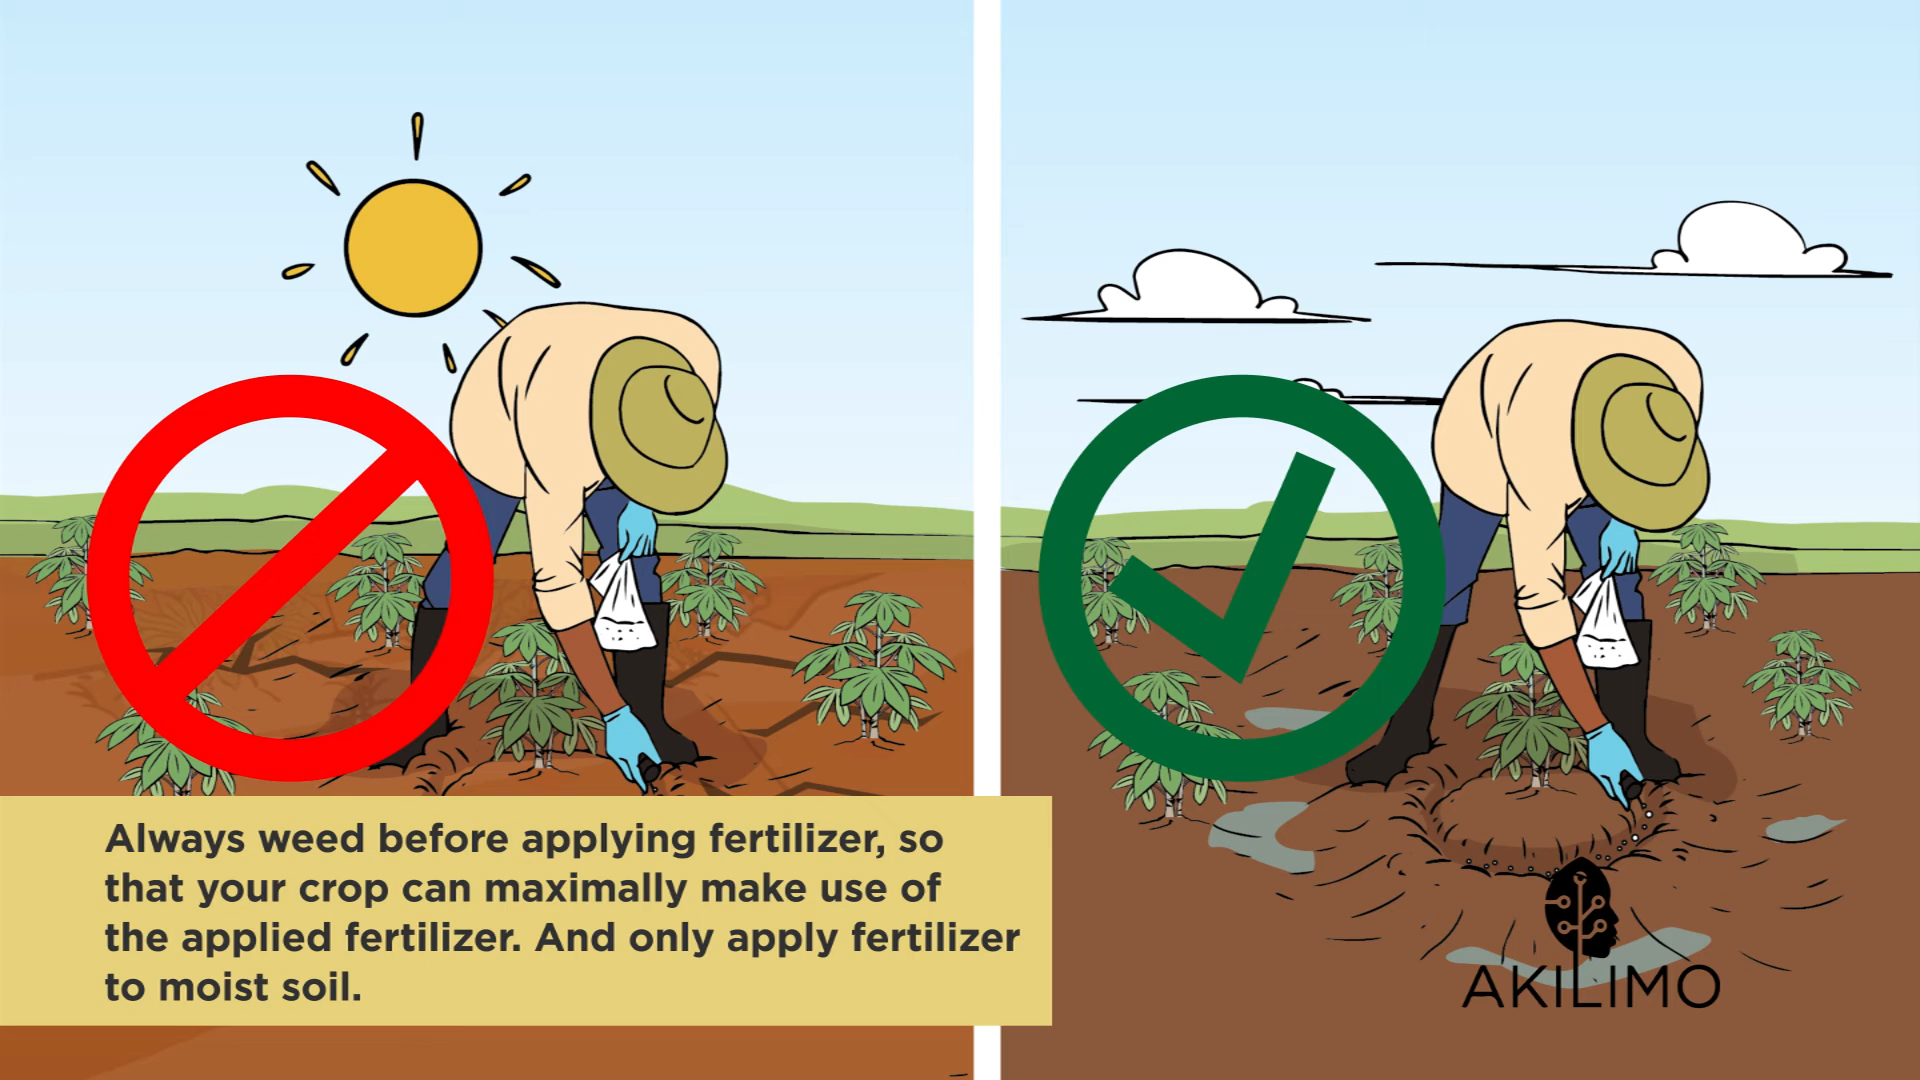 Always weed before applying fertilizer, so
that your crop can maximally make use of
the applied fertilizer. And only apply fertilizer
to moist soil.
AKILIMO